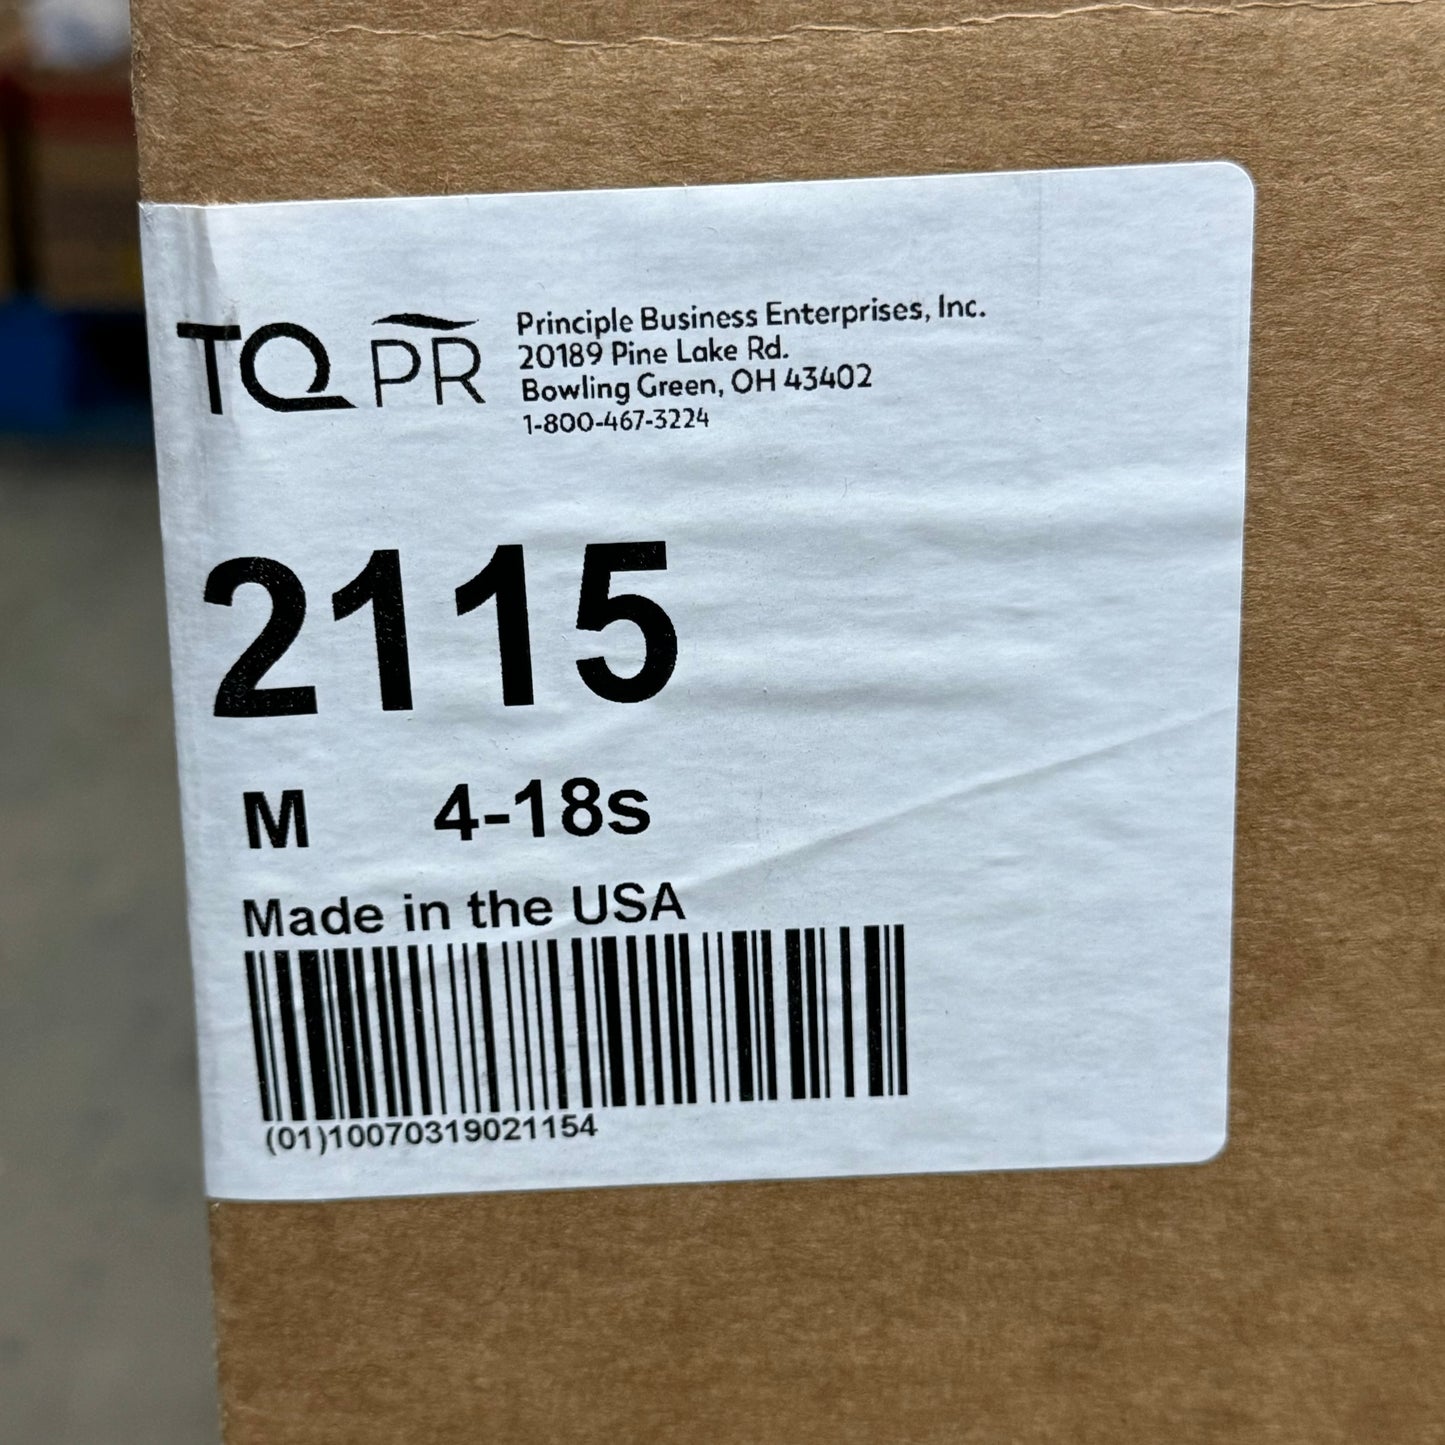 TQ PR
Principle Business Enterprises, Inc.
20189 Pine Lake Rd.
Bowling Green, OH 43402
1-800-467-3224
2115
M 4-18s
Made in the USA
(01)10070319021154